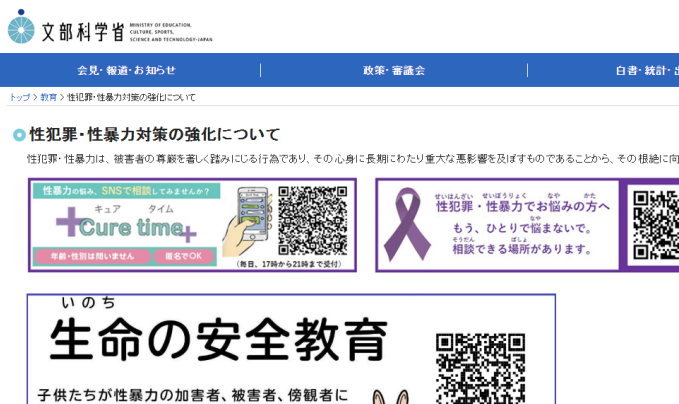 文部科学省
MINISTRY OF EDUCATION,
CULTURE, SPORTS,
SCIENCE AND TECHNOLOGY-JAPAN
会見・報道・お知らせ 政策・審議会 白書・統計・
トップ > 教育 > 性犯罪・性暴力対策の強化について
性犯罪・性暴力対策の強化について
性犯罪・性暴力は、被害者の尊厳を著しく踏みにじる行為であり、その心身に長期にわたり重大な悪影響を及ぼすものであることから、その根絶に向
性暴力の悩み、SNSで相談してみませんか?
キュア タイム
Cure time
年齢・性別は問いません 匿名でOK
(毎日、17時から21時まで受付)
せいはんざい せいぼうりょく なや かた
性犯罪・性暴力でお悩みの方へ
なや
もう、ひとりで悩まないで。
そうだん ばしょ
相談できる場所があります。
いのち
生命の安全教育
子供たちが性暴力の加害者、被害者、傍観者に